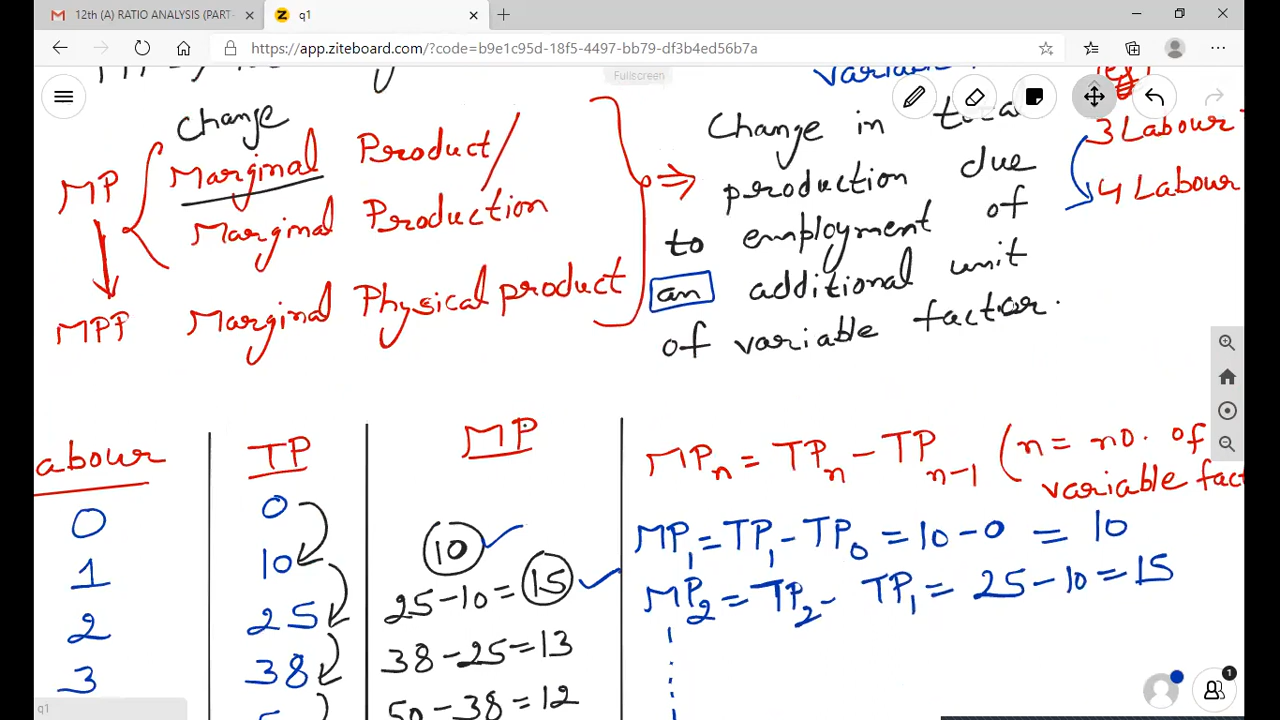 12th (A) RATIO ANALYSIS (PART-
q1
https://app.ziteboard.com/?code=b9e1c95d-18f5-4497-bb79-df3b4ed56b7a
Fullscreen
change
MP
Marginal Product/
Marginal Production
MPP
Marginal Physical product
Change in
production due
to employment of
an additional unit
of variable factor.
3 Labour
4 Labour
abour
TP
MP
MPn = TPn - TPn-1 (n = no. of
variable fact
0
0
10
MP1 = TP1 - TP0 = 10 - 0 = 10
1
10
25-10 = 15
MP2 = TP2 - TP1 = 25 - 10 = 15
2
25
38-25=13
3
38
50-38=12
q1
1